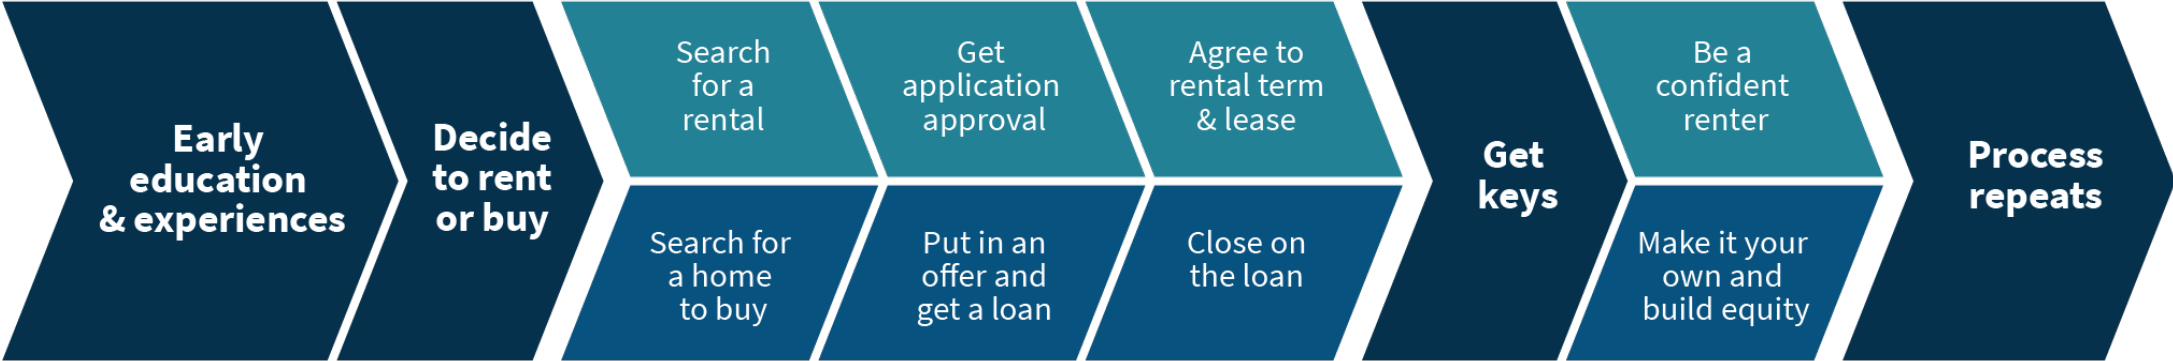 Early
education
& experiences
Decide
to rent
or buy
Search
for a
rental
Get
application
approval
Agree to
rental term
& lease
Search for
a home
to buy
Put in an
offer and
get a loan
Close on
the loan
Get
keys
Be a
confident
renter
Make it your
own and
build equity
Process
repeats